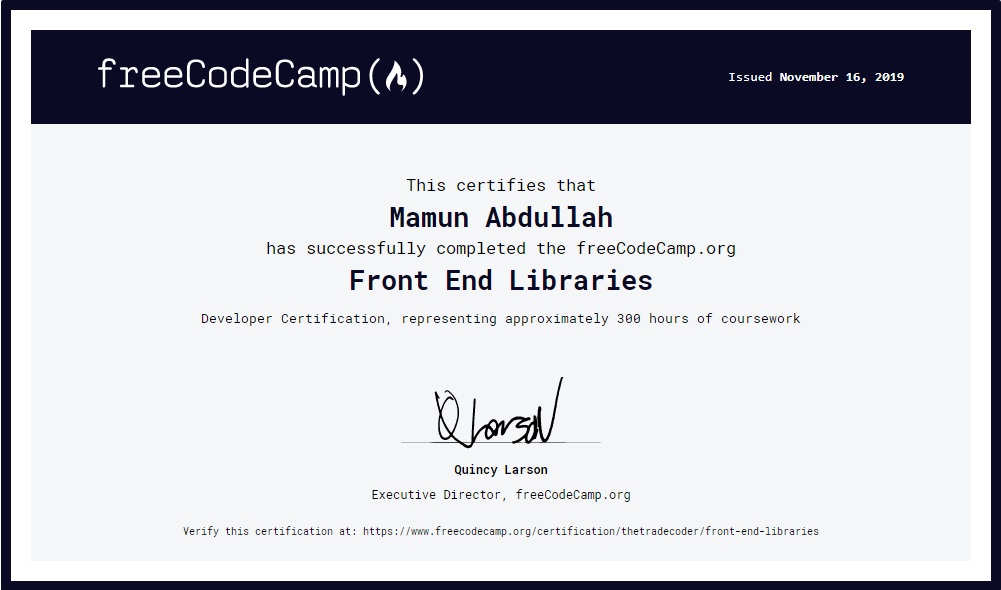 freeCodeCamp(🔥)
Issued November 16, 2019
This certifies that
Mamun Abdullah
has successfully completed the freeCodeCamp.org
Front End Libraries
Developer Certification, representing approximately 300 hours of coursework
Q Larson
Quincy Larson
Executive Director, freeCodeCamp.org
Verify this certification at: https://www.freecodecamp.org/certification/thetradecoder/front-end-libraries